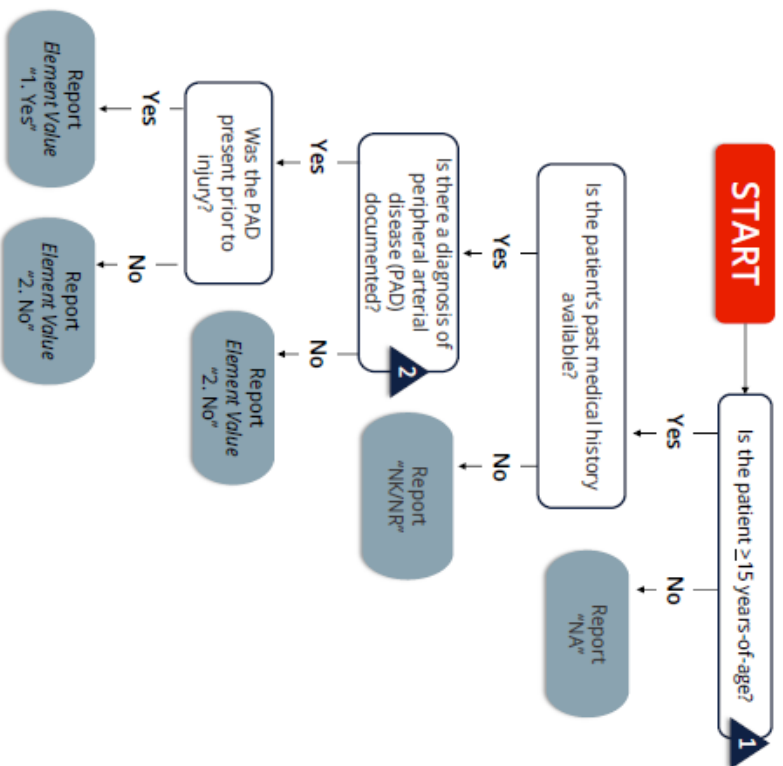 START
Is the patient >15 years-of-age?
1
Yes
No
Report
"NA"
Is the patient's past medical history
available?
Yes
No
Report
"NK/NR"
Is there a diagnosis of
peripheral arterial
disease (PAD)
documented?
2
Yes
No
Report
Element Value
"2. No"
Was the PAD
present prior to
injury?
Yes
No
Report
Element Value
"1. Yes"
Report
Element Value
"2. No"